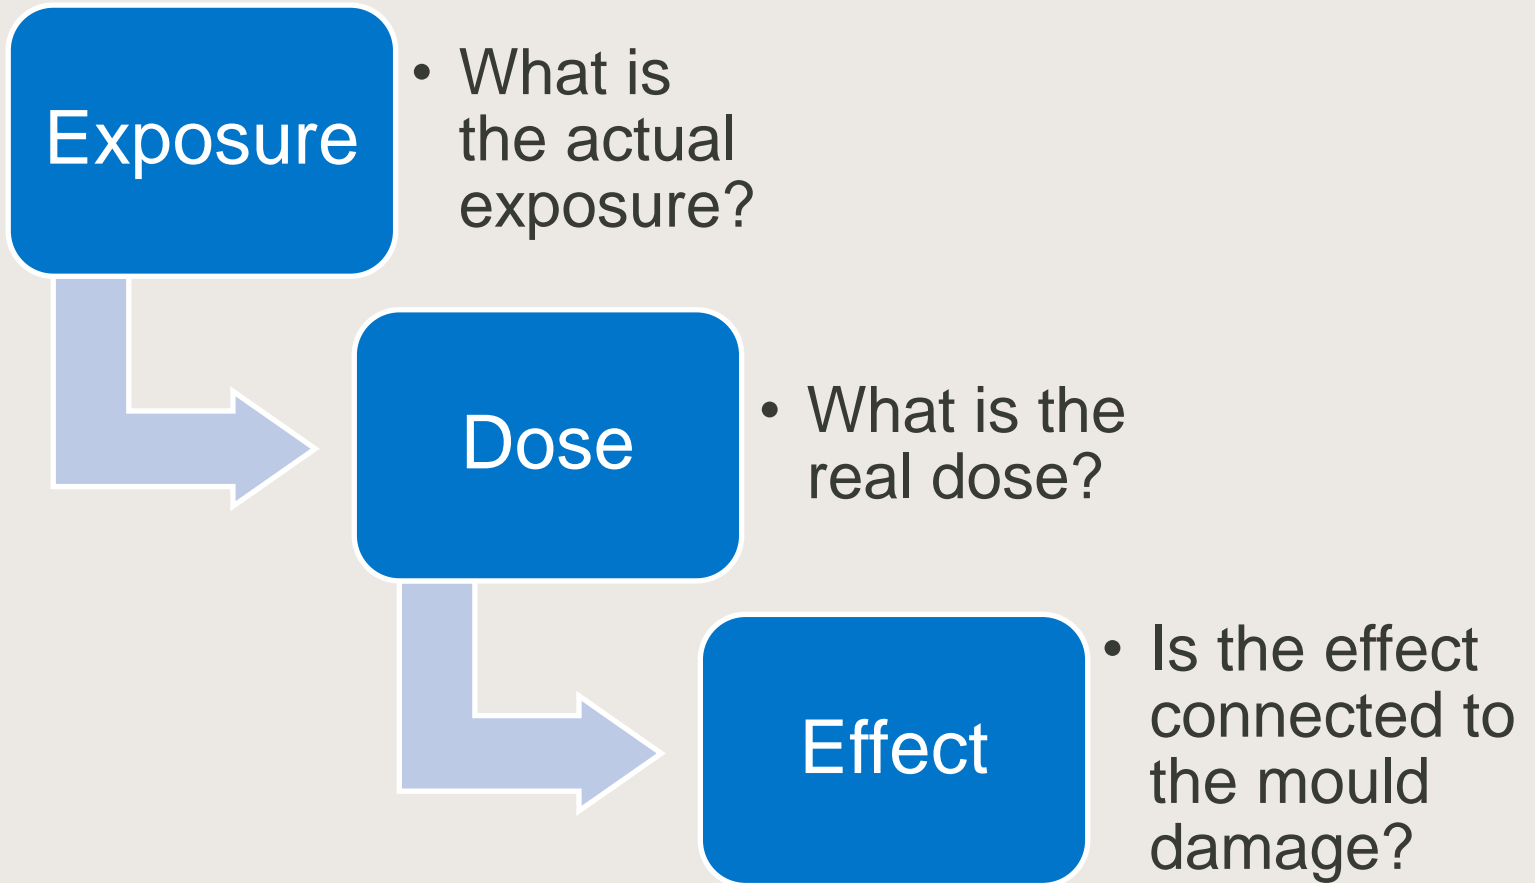 Exposure
• What is
the actual
exposure?
Dose
• What is the
real dose?
Effect
• Is the effect
connected to
the mould
damage?